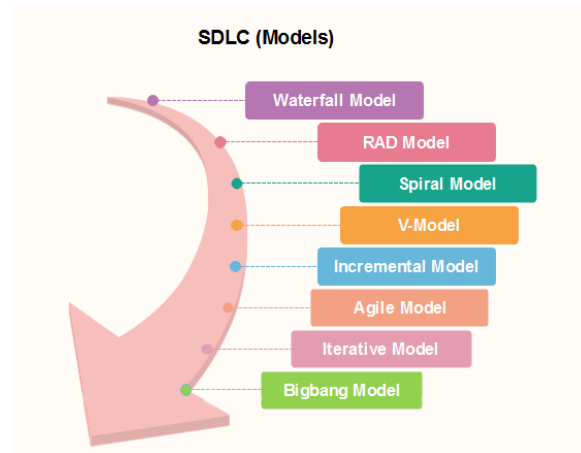 SDLC (Models)
Waterfall Model
RAD Model
Spiral Model
V-Model
Incremental Model
Agile Model
Iterative Model
Bigbang Model